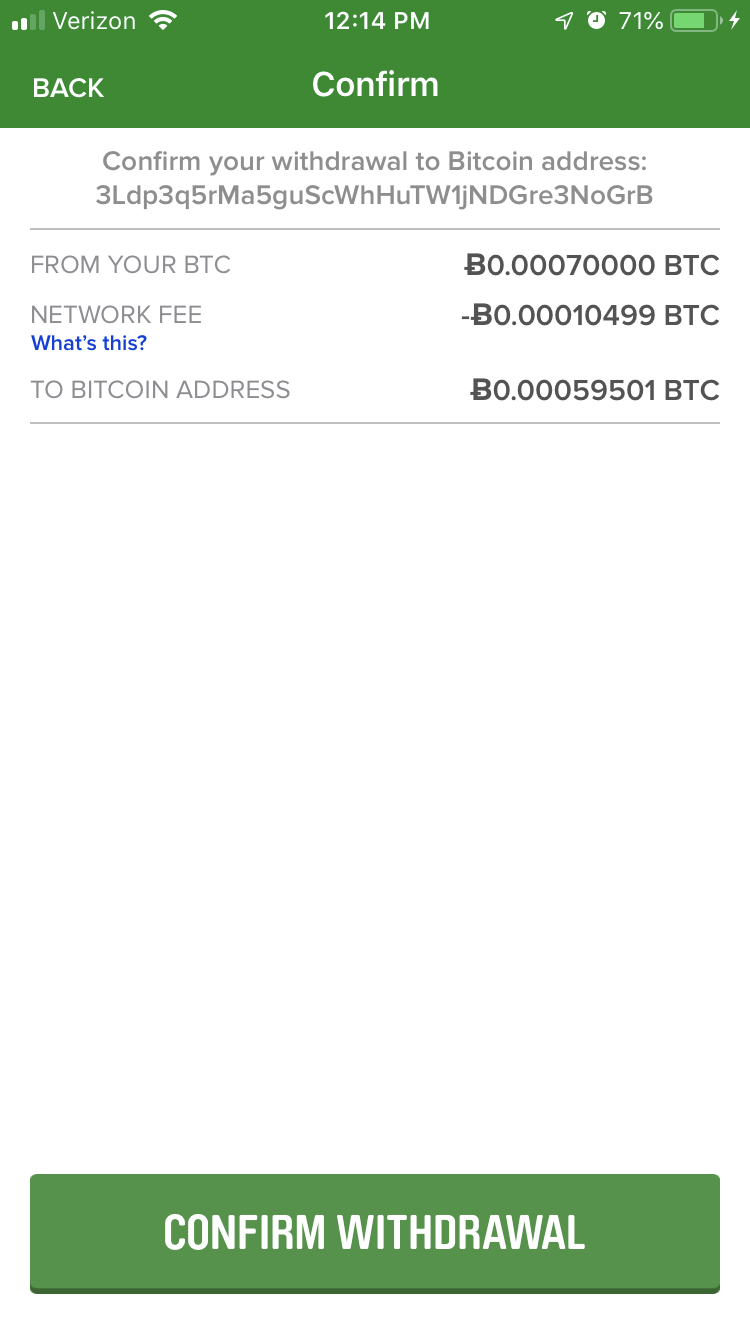 Verizon 12:14 PM 71%
BACK Confirm
Confirm your withdrawal to Bitcoin address:
3Ldp3q5rMa5guScWhHuTW1jNDGre3NoGrB
FROM YOUR BTC Ƀ0.00070000 BTC
NETWORK FEE -Ƀ0.00010499 BTC
What's this?
TO BITCOIN ADDRESS Ƀ0.00059501 BTC
CONFIRM WITHDRAWAL